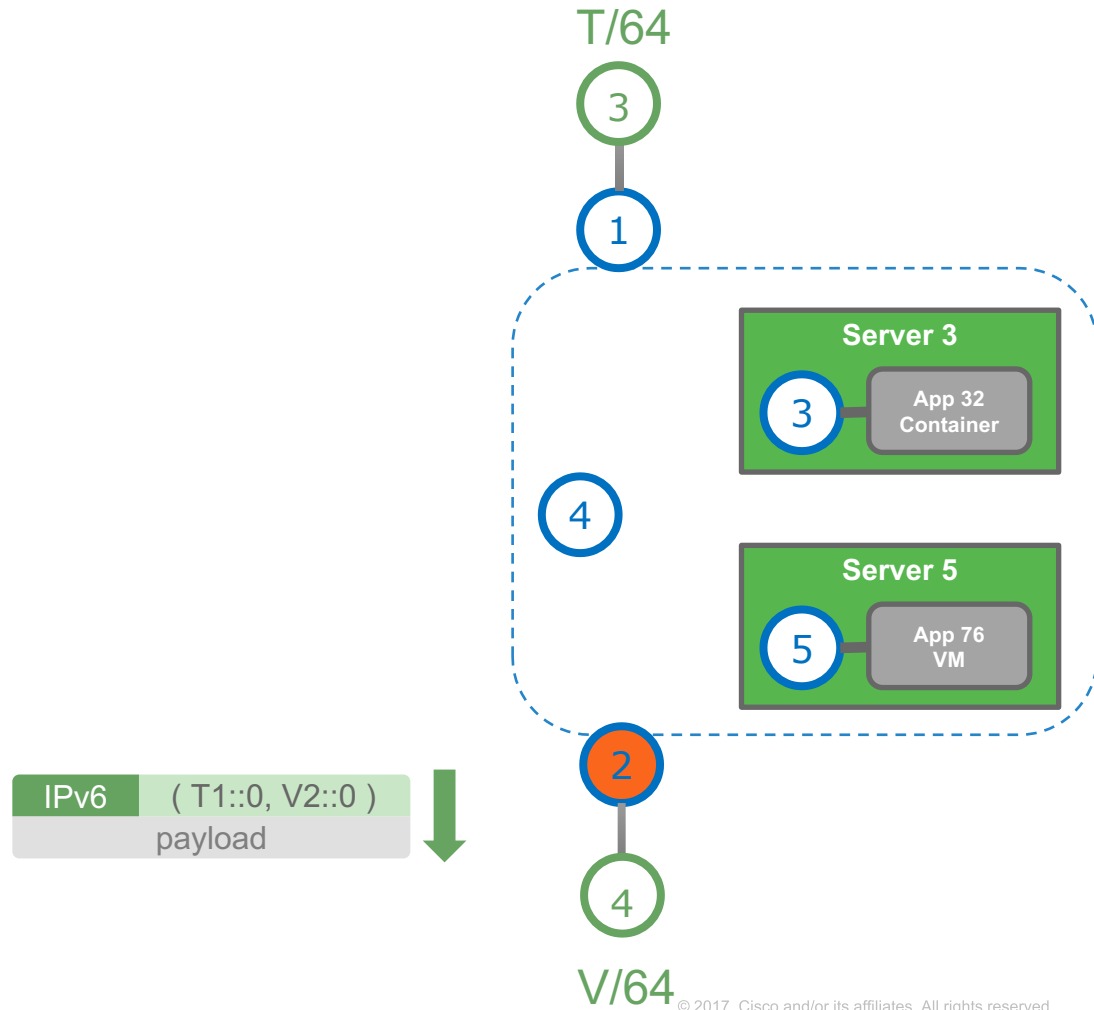 T/64
3
1
Server 3
3
App 32
Container
4
Server 5
5
App 76
VM
2
IPv6 ( T1::0, V2::0 )
payload
4
V/64
© 2017 Cisco and/or its affiliates. All rights reserved